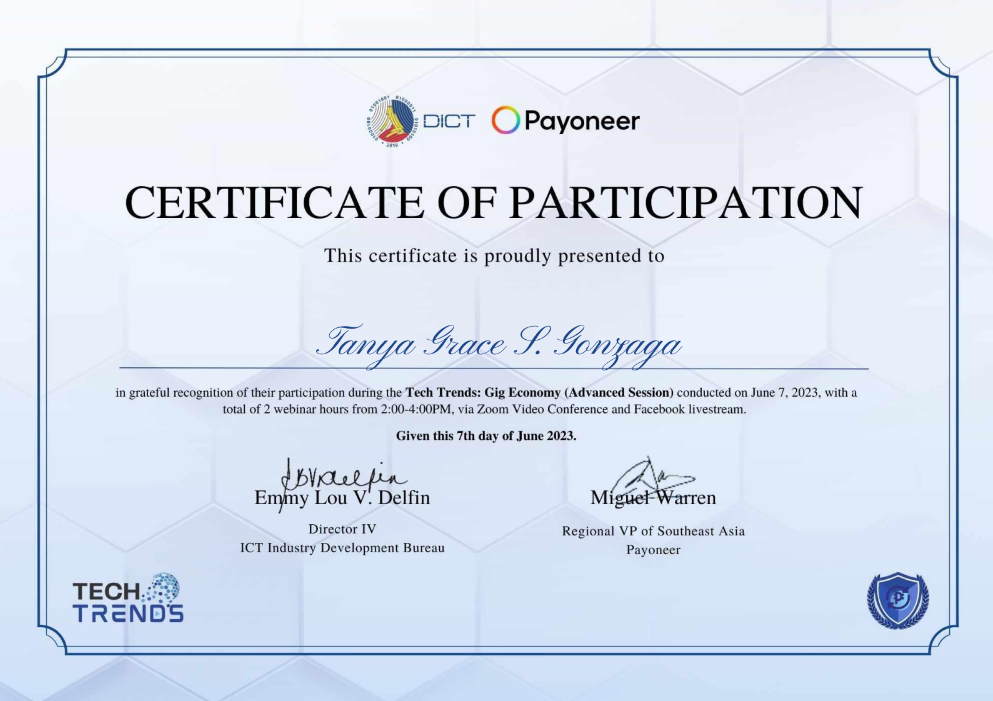 DICT Payoneer
2016
CERTIFICATE OF PARTICIPATION
This certificate is proudly presented to
Tanya Grace S. Gonzaga
in grateful recognition of their participation during the Tech Trends: Gig Economy (Advanced Session) conducted on June 7, 2023, with a
total of 2 webinar hours from 2:00-4:00PM, via Zoom Video Conference and Facebook livestream.
Given this 7th day of June 2023.
Emmy Lou V. Delfin
Director IV
ICT Industry Development Bureau
Miguel Warren
Regional VP of Southeast Asia
Payoneer
TECH
TRENDS